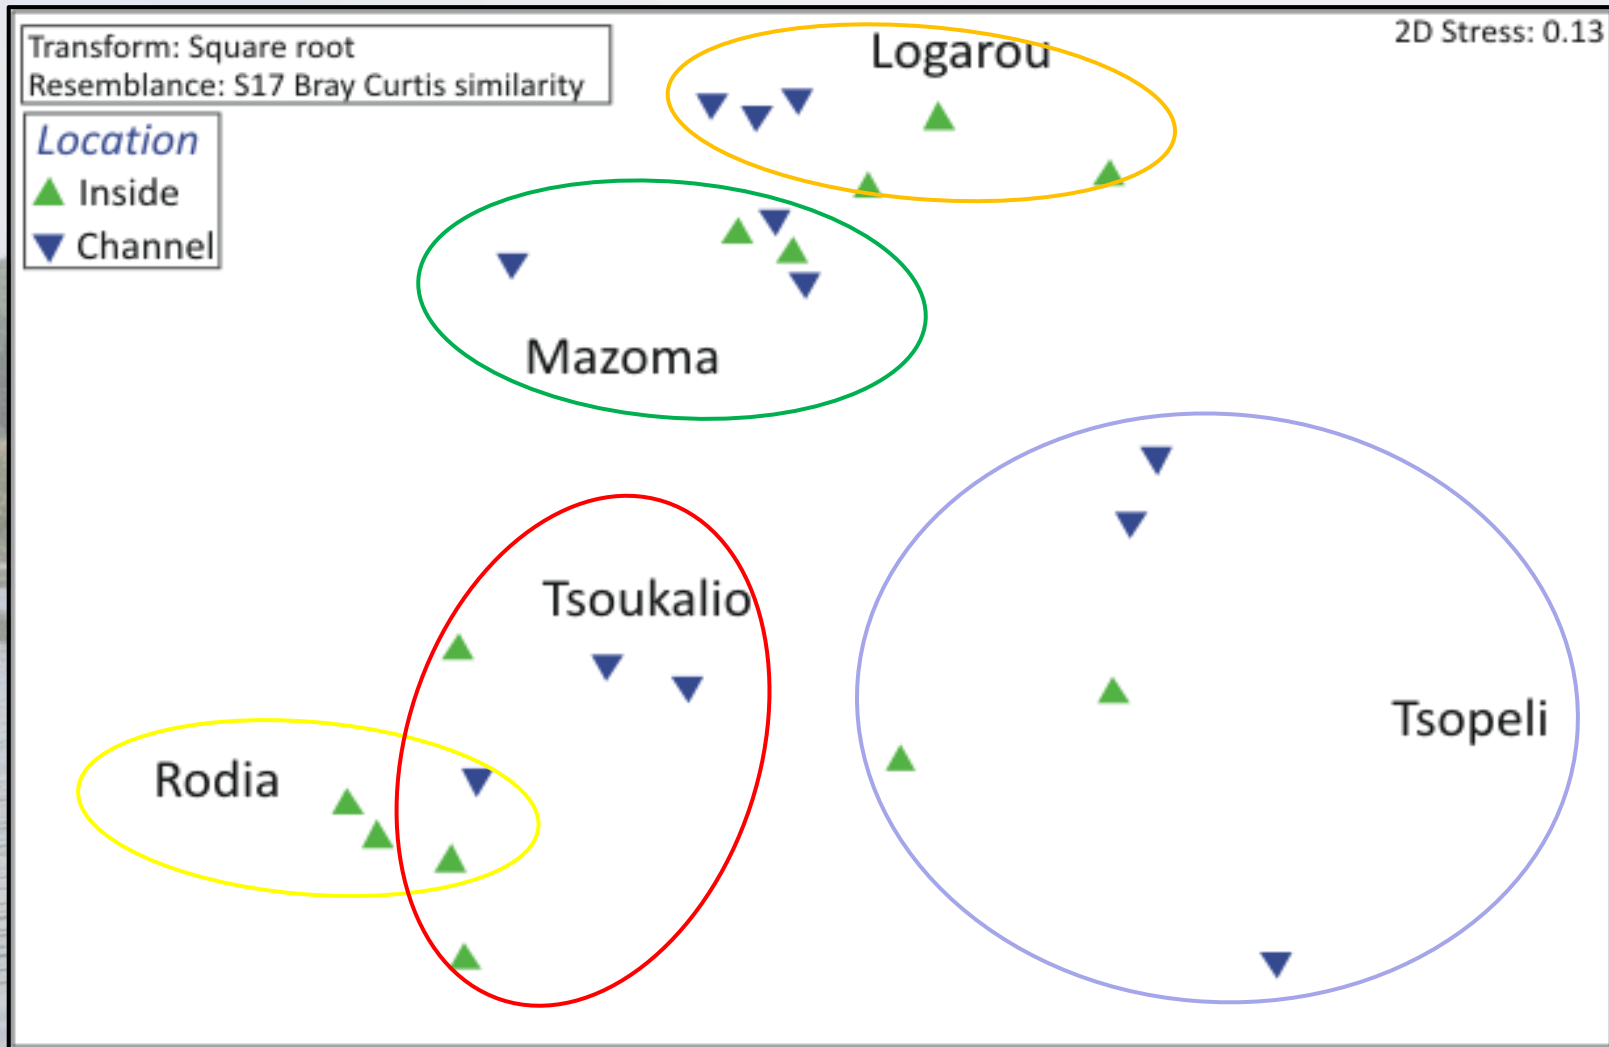 Transform: Square root
Resemblance: S17 Bray Curtis similarity
2D Stress: 0.13
Location
Inside
Channel
Logarou
Mazoma
Tsoukalio
Rodia
Tsopeli